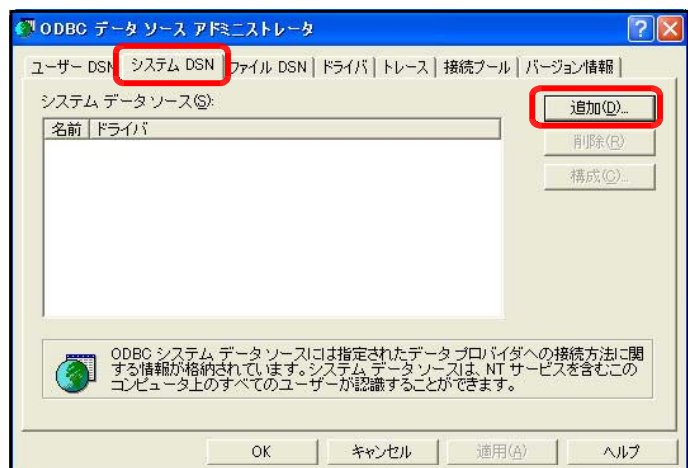 ODBC データ ソース アドミニストレータ
ユーザー DSN システム DSN ファイル DSN ドライバ トレース 接続プール バージョン情報
システム データ ソース(S):
追加(D)...
名前 ドライバ
削除(R)
構成(C)...
ODBC システム データ ソースには指定されたデータ プロバイダへの接続方法に関
する情報が格納されています。システム データ ソースは、NT サービスを含むこの
コンピュータ上のすべてのユーザーが認識することができます。
OK キャンセル 適用(A) ヘルプ